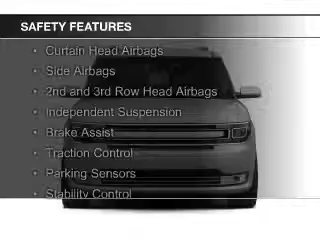 SAFETY FEATURES
• Curtain Head Airbags
• Side Airbags
• 2nd and 3rd Row Head Airbags
• Independent Suspension
• Brake Assist
• Traction Control
• Parking Sensors
• Stability Control